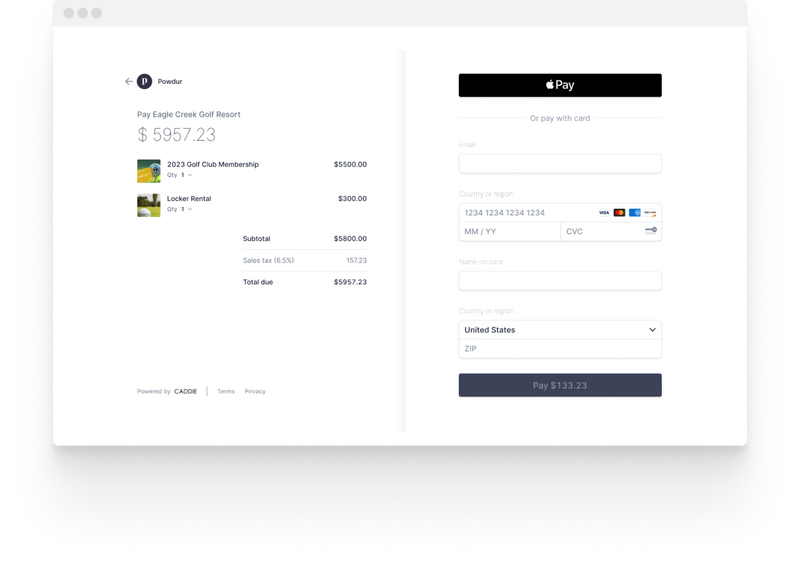 Powdur
Pay Eagle Creek Golf Resort
$ 5957.23
2023 Golf Club Membership $5500.00
Qty 1
Locker Rental $300.00
Qty 1
Subtotal $5800.00
Sales tax (6.5%) 157.23
Total due $5957.23
Powered by CADDIE Terms Privacy
Pay
Or pay with card
Email
Country or region
1234 1234 1234 1234 VISA
MM / YY CVC
Name on card
Country or region
United States
ZIP
Pay $133.23